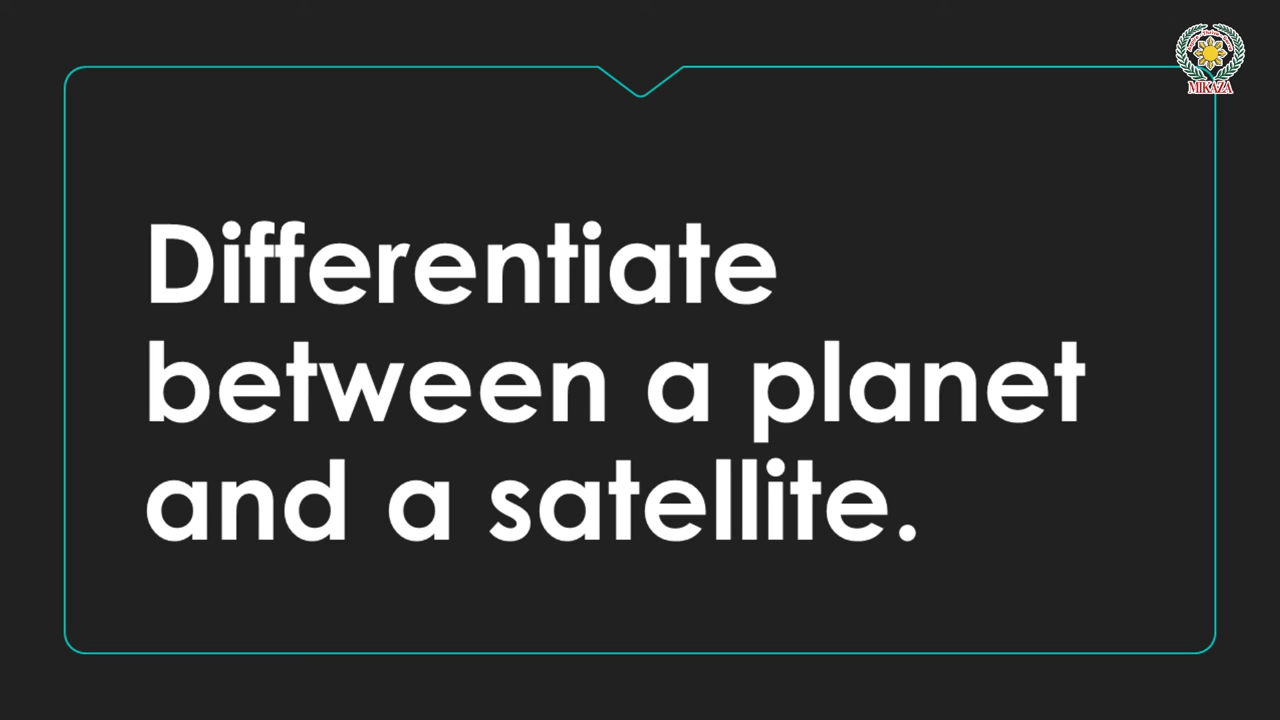 MIKAZA
Differentiate
between a planet
and a satellite.